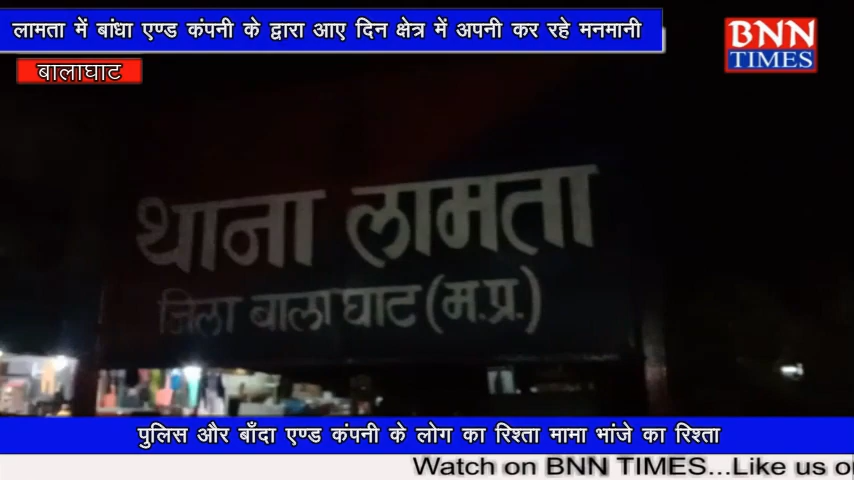 लामता में बांधा एण्ड कंपनी के द्वारा आए दिन क्षेत्र में अपनी कर रहे मनमानी
BNN
TIMES
बालाघाट
थाना लामता
जिला बालाघाट (म.प्र.)
पुलिस और बाँदा एण्ड कंपनी के लोग का रिश्ता मामा भांजे का रिश्ता
Watch on BNN TIMES...Like us o